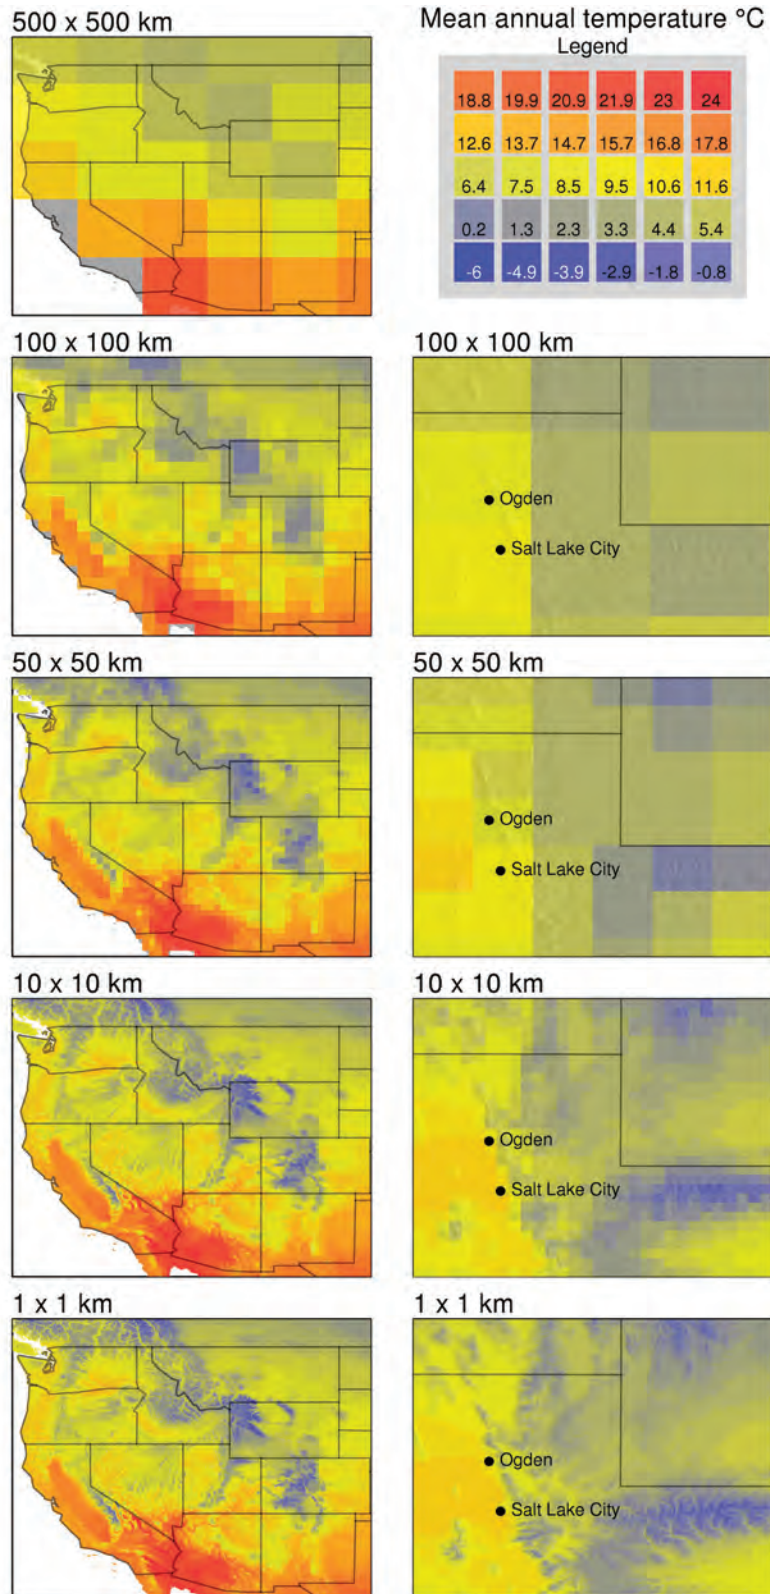 500 x 500 km
Mean annual temperature °C
Legend
18.8 19.9 20.9 21.9 23 24
12.6 13.7 14.7 15.7 16.8 17.8
6.4 7.5 8.5 9.5 10.6 11.6
0.2 1.3 2.3 3.3 4.4 5.4
-6 -4.9 -3.9 -2.9 -1.8 -0.8
100 x 100 km
100 x 100 km
Ogden
Salt Lake City
50 x 50 km
50 x 50 km
Ogden
Salt Lake City
10 x 10 km
10 x 10 km
Ogden
Salt Lake City
1 x 1 km
1 x 1 km
Ogden
Salt Lake City